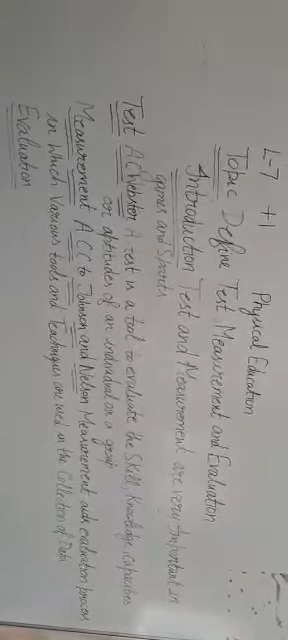 Physical Education
L-7 +1
Topic Define Test Measurement and Evaluation
Introduction Test and Measurement are very Important in
games and Sports
Test AC Webster A test is a tool to evaluate the Skill, Knowledge, capacities
or aptitudes of an individual or a group
Measurement ACC to Johnson and Nelson Measurement aids evaluation process
in which Various tools and Techniques are used in the Collection of Data
Evaluation